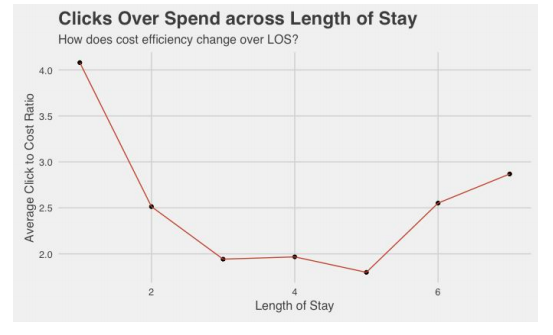 Clicks Over Spend across Length of Stay
How does cost efficiency change over LOS?
Average Click to Cost Ratio
4.0
3.5
3.0
2.5
2.0
2
4
6
Length of Stay